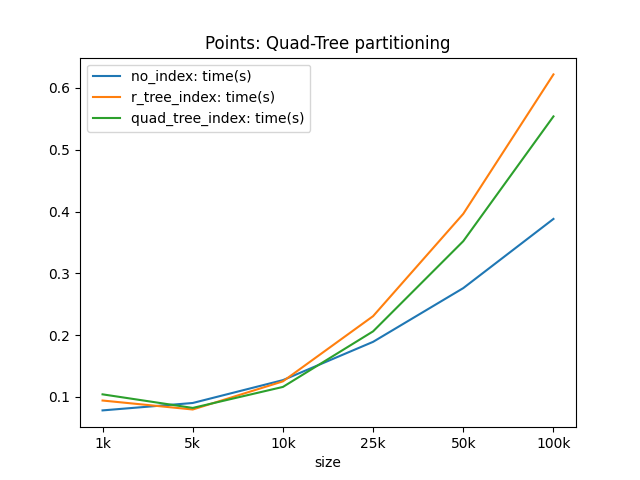 Points: Quad-Tree partitioning
no_index: time(s)
r_tree_index: time(s)
quad_tree_index: time(s)
0.6
0.5
0.4
0.3
0.2
0.1
1k 5k 10k 25k 50k 100k
size